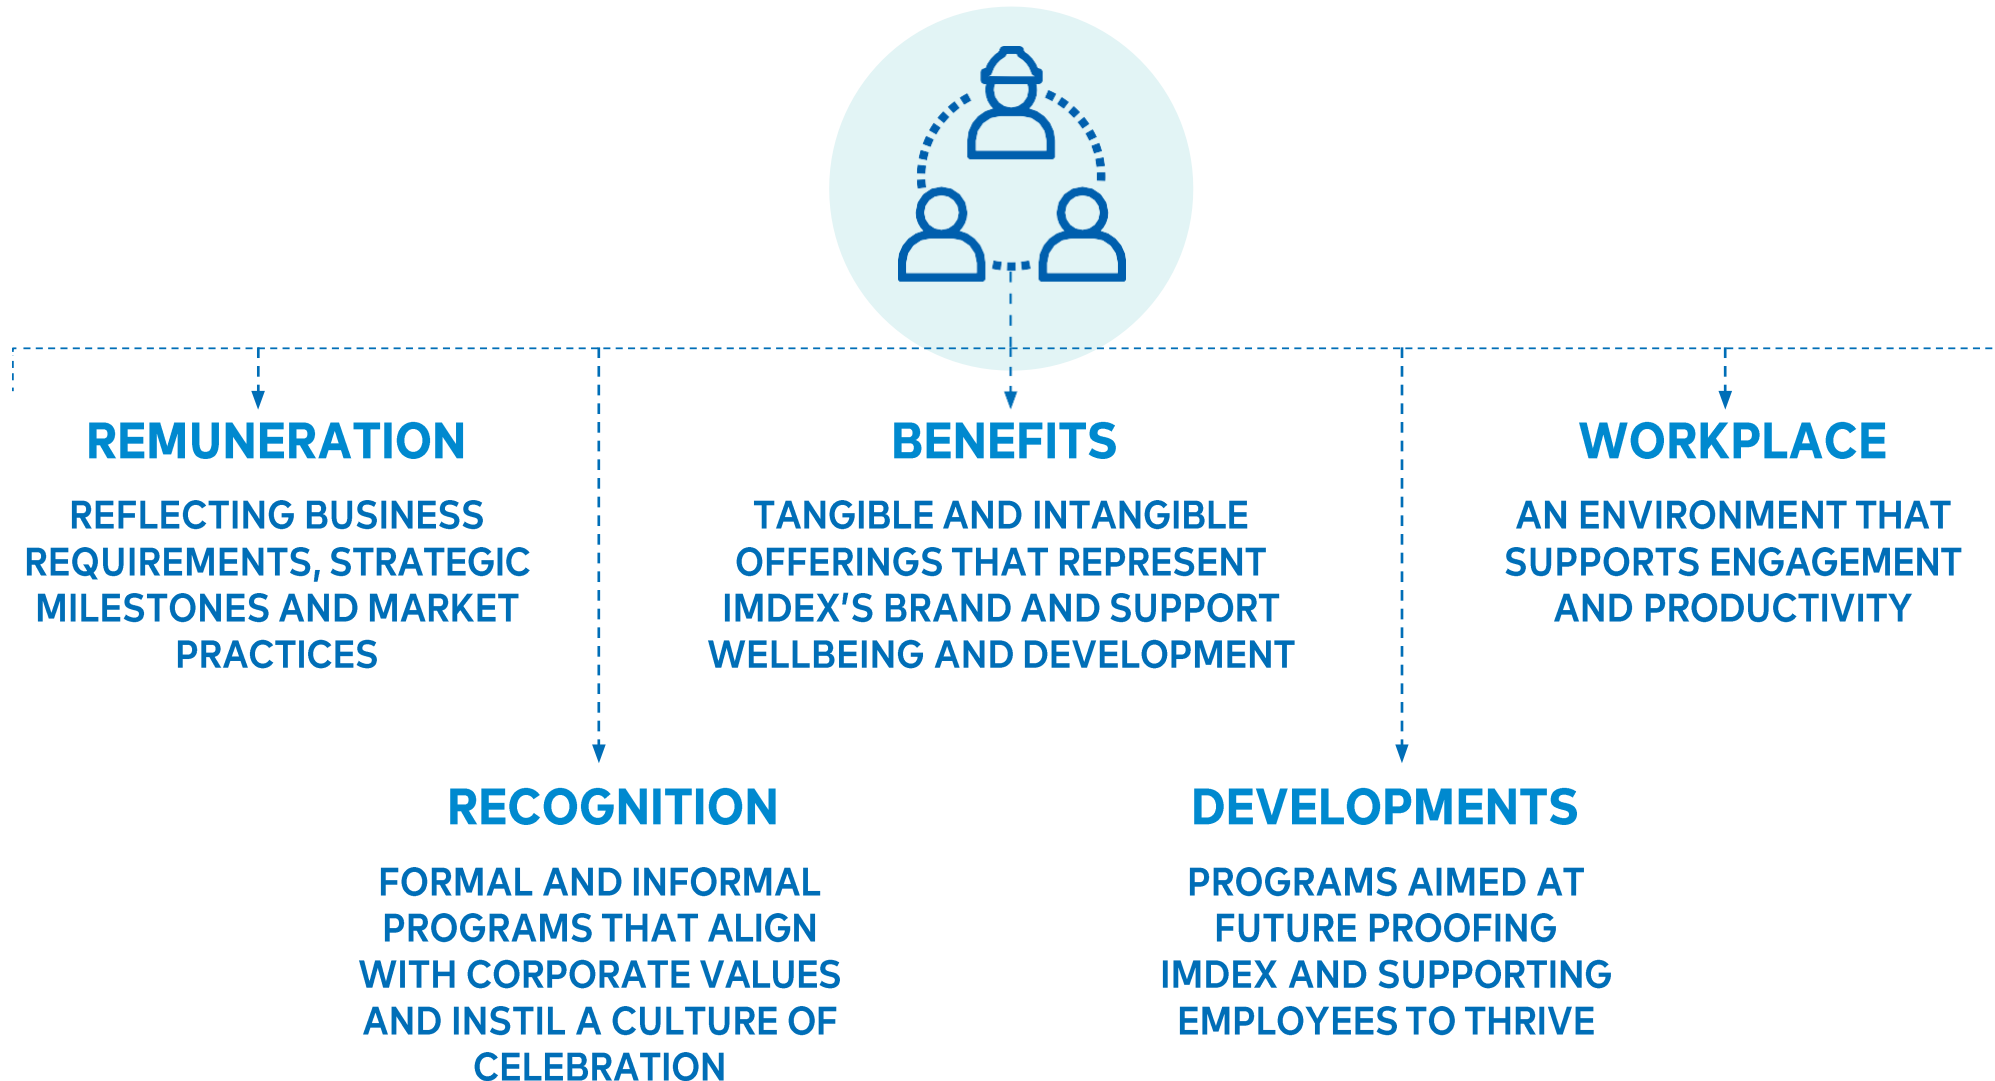 REMUNERATION
REFLECTING BUSINESS
REQUIREMENTS, STRATEGIC
MILESTONES AND MARKET
PRACTICES
RECOGNITION
FORMAL AND INFORMAL
PROGRAMS THAT ALIGN
WITH CORPORATE VALUES
AND INSTIL A CULTURE OF
CELEBRATION
BENEFITS
TANGIBLE AND INTANGIBLE
OFFERINGS THAT REPRESENT
IMDEX’S BRAND AND SUPPORT
WELLBEING AND DEVELOPMENT
DEVELOPMENTS
PROGRAMS AIMED AT
FUTURE PROOFING
IMDEX AND SUPPORTING
EMPLOYEES TO THRIVE
WORKPLACE
AN ENVIRONMENT THAT
SUPPORTS ENGAGEMENT
AND PRODUCTIVITY